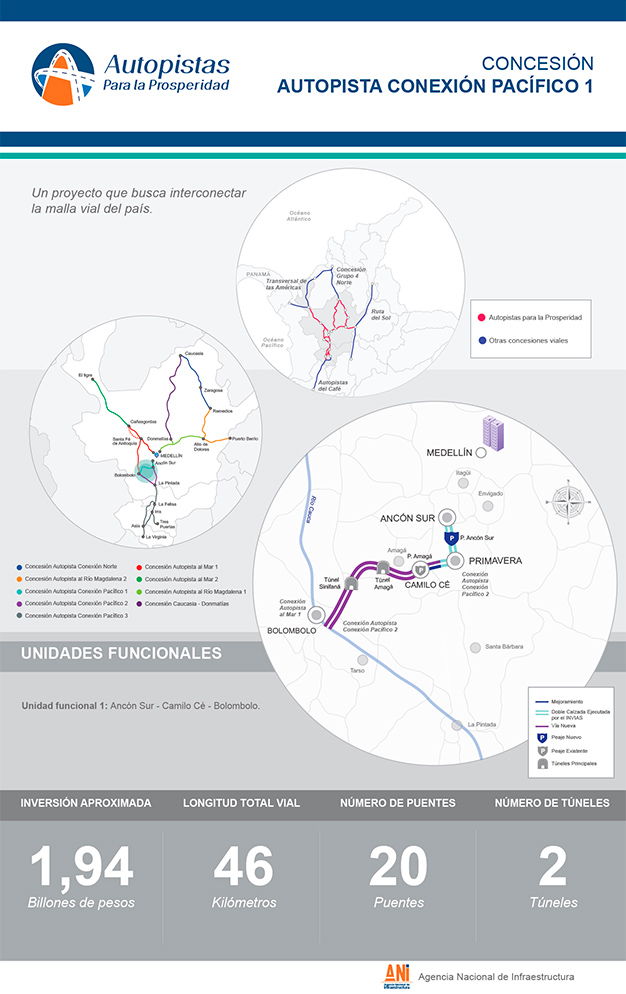 Autopistas
Para la Prosperidad
CONCESIÓN
AUTOPISTA CONEXIÓN PACÍFICO 1
Un proyecto que busca interconectar
la malla vial del país.
Océano
Atlántico
PANAMÁ
Transversal de
las Américas
Concesión
Grupo 4
Norte
Ruta
del Sol
Océano
Pacífico
Autopistas
del Café
Autopistas para la Prosperidad
Otras concesiones viales
Caucasia
El tigre
Zaragoza
Remedios
Cañasgordas
Santa Fé
de Antioquia
Donmatías
Alto de
Dolores
Puerto Berrío
MEDELLÍN
Ancón Sur
Bolombolo
La Pintada
La Felisa
Irra
Tres
Puertas
Asia
La Virginia
Concesión Autopista Conexión Norte
Concesión Autopista al Río Magdalena 2
Concesión Autopista Conexión Pacífico 1
Concesión Autopista Conexión Pacífico 2
Concesión Autopista Conexión Pacífico 3
Concesión Autopista al Mar 1
Concesión Autopista al Mar 2
Concesión Autopista al Río Magdalena 1
Concesión Caucasia - Donmatías
MEDELLÍN
Itagüí
Envigado
Río Cauca
ANCÓN SUR
P. Ancón Sur
Amagá
P. Amagá
PRIMAVERA
Túnel
Sinifaná
Túnel
Amagá
CAMILO CÉ
Conexión
Autopista
Conexión
Pacífico 2
Conexión
Autopista
al Mar 1
BOLOMBOLO
Conexión Autopista
Conexión Pacífico 2
Santa Bárbara
Tarso
La Pintada
Mejoramiento
Doble Calzada Ejecutada
por el INVIAS
Vía Nueva
Peaje Nuevo
Peaje Existente
Túneles Principales
UNIDADES FUNCIONALES
Unidad funcional 1: Ancón Sur - Camilo Cé - Bolombolo.
INVERSIÓN APROXIMADA
LONGITUD TOTAL VIAL
NÚMERO DE PUENTES
NÚMERO DE TÚNELES
1,94
46
20
2
Billones de pesos
Kilómetros
Puentes
Túneles
ANI
Agencia Nacional de Infraestructura